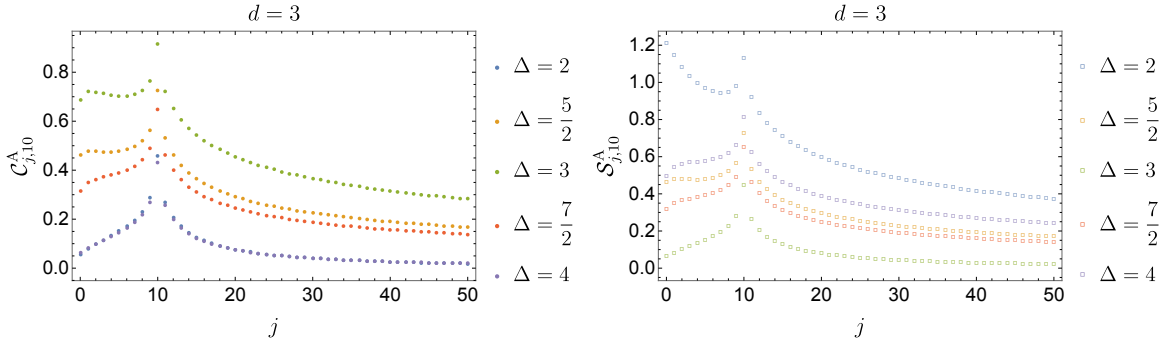 d = 3
𝒞^A_{j,10}
0.8
0.6
0.4
0.2
0.0
0 10 20 30 40 50
j
Δ = 2
Δ = 5/2
Δ = 3
Δ = 7/2
Δ = 4
d = 3
𝒮^A_{j,10}
1.2
1.0
0.8
0.6
0.4
0.2
0.0
0 10 20 30 40 50
j
Δ = 2
Δ = 5/2
Δ = 3
Δ = 7/2
Δ = 4